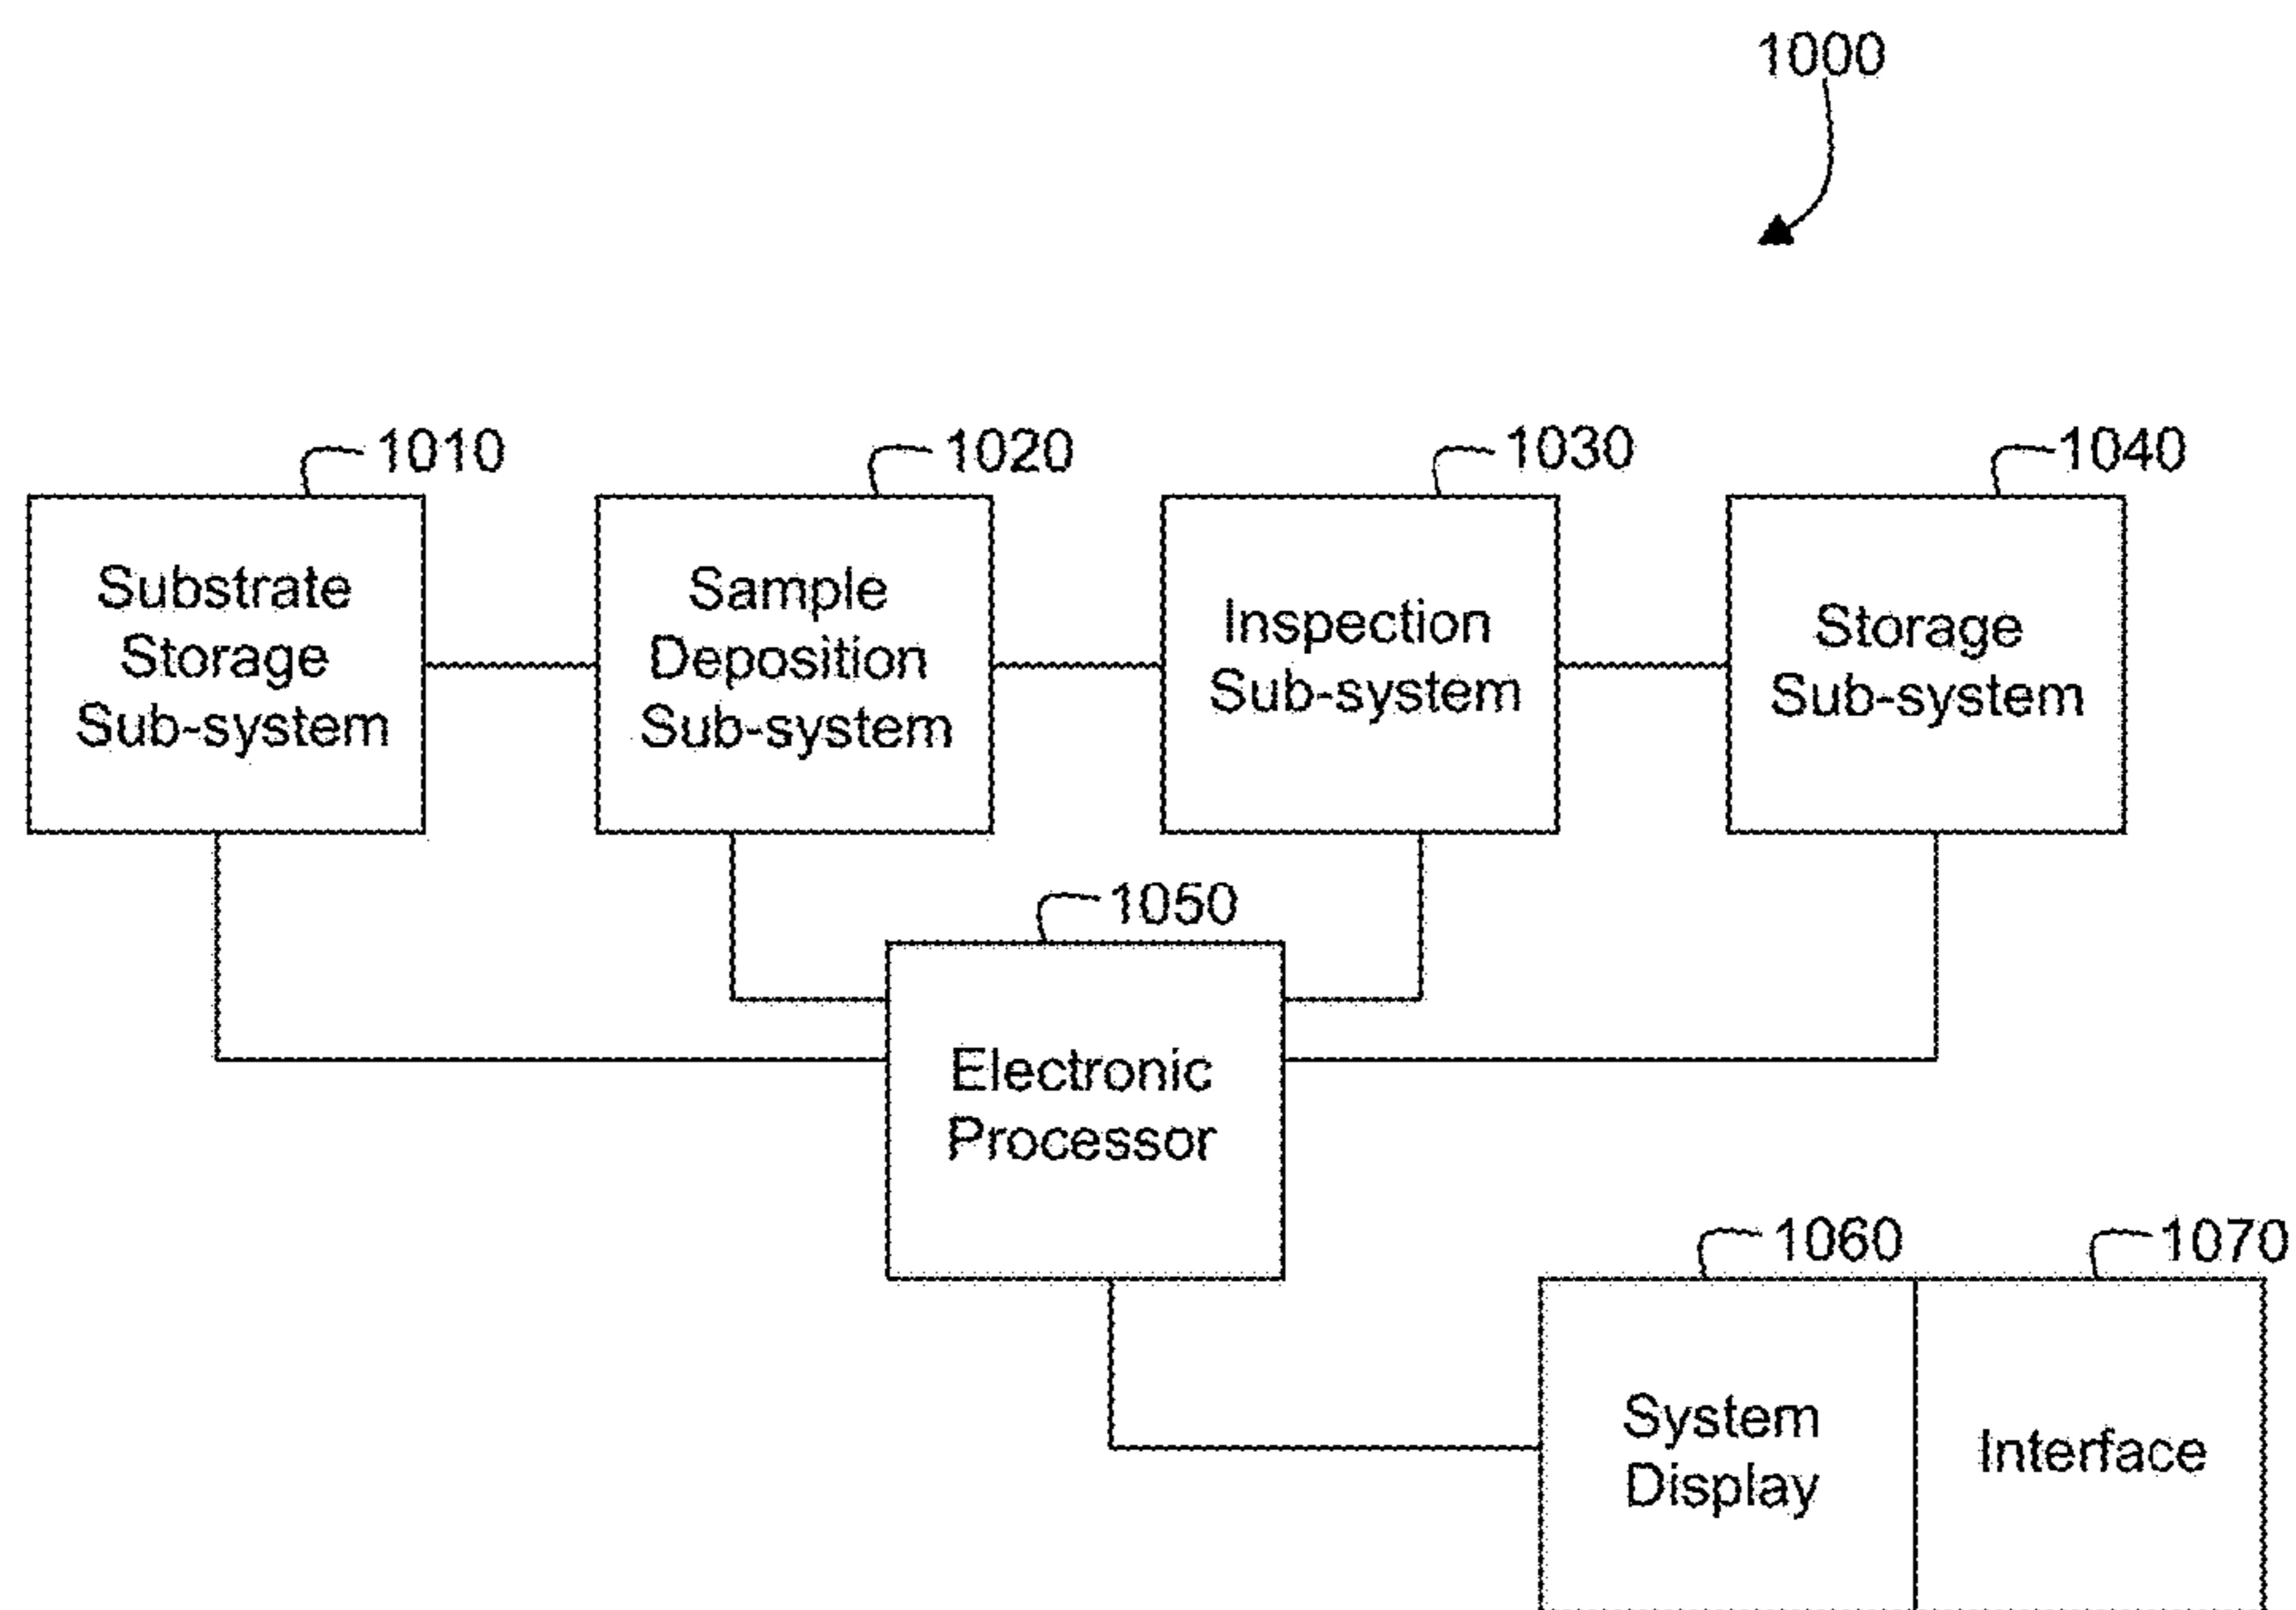 1000
1010
1020
1030
1040
Substrate
Storage
Sub-system
Sample
Deposition
Sub-system
Inspection
Sub-system
Storage
Sub-system
1050
Electronic
Processor
1060
1070
System
Display
Interface